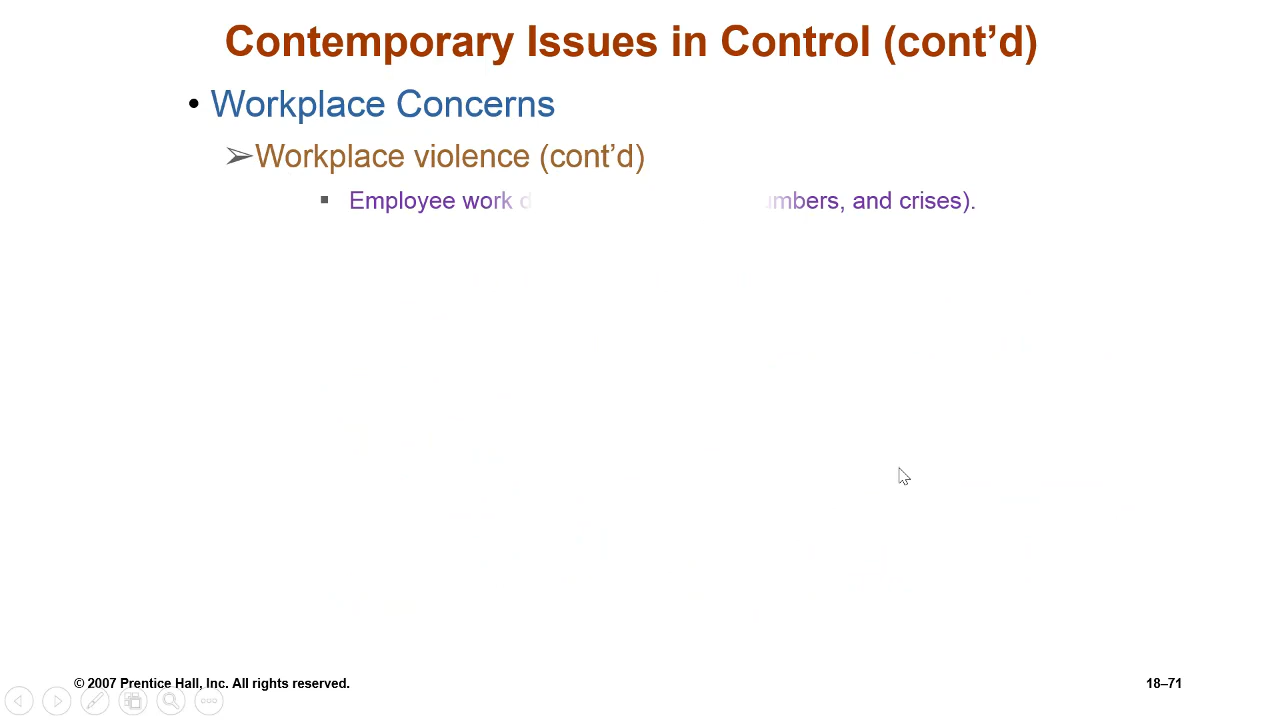 Contemporary Issues in Control (cont’d)
• Workplace Concerns
➢Workplace violence (cont’d)
▪ Employee work and crises).
© 2007 Prentice Hall, Inc. All rights reserved.
18–71